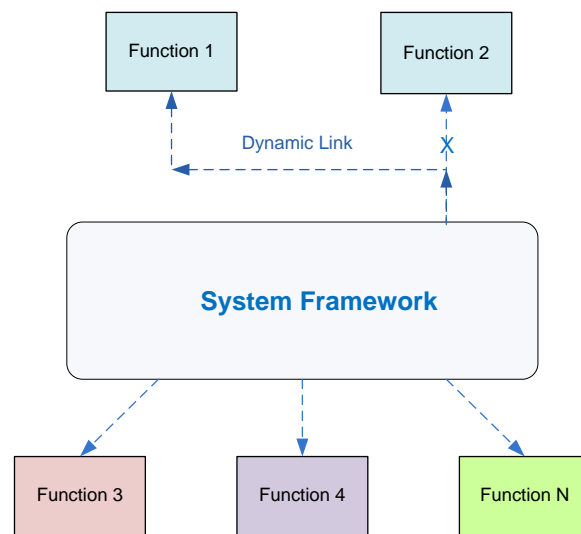 Function 1
Function 2
Dynamic Link
X
System Framework
Function 3
Function 4
Function N